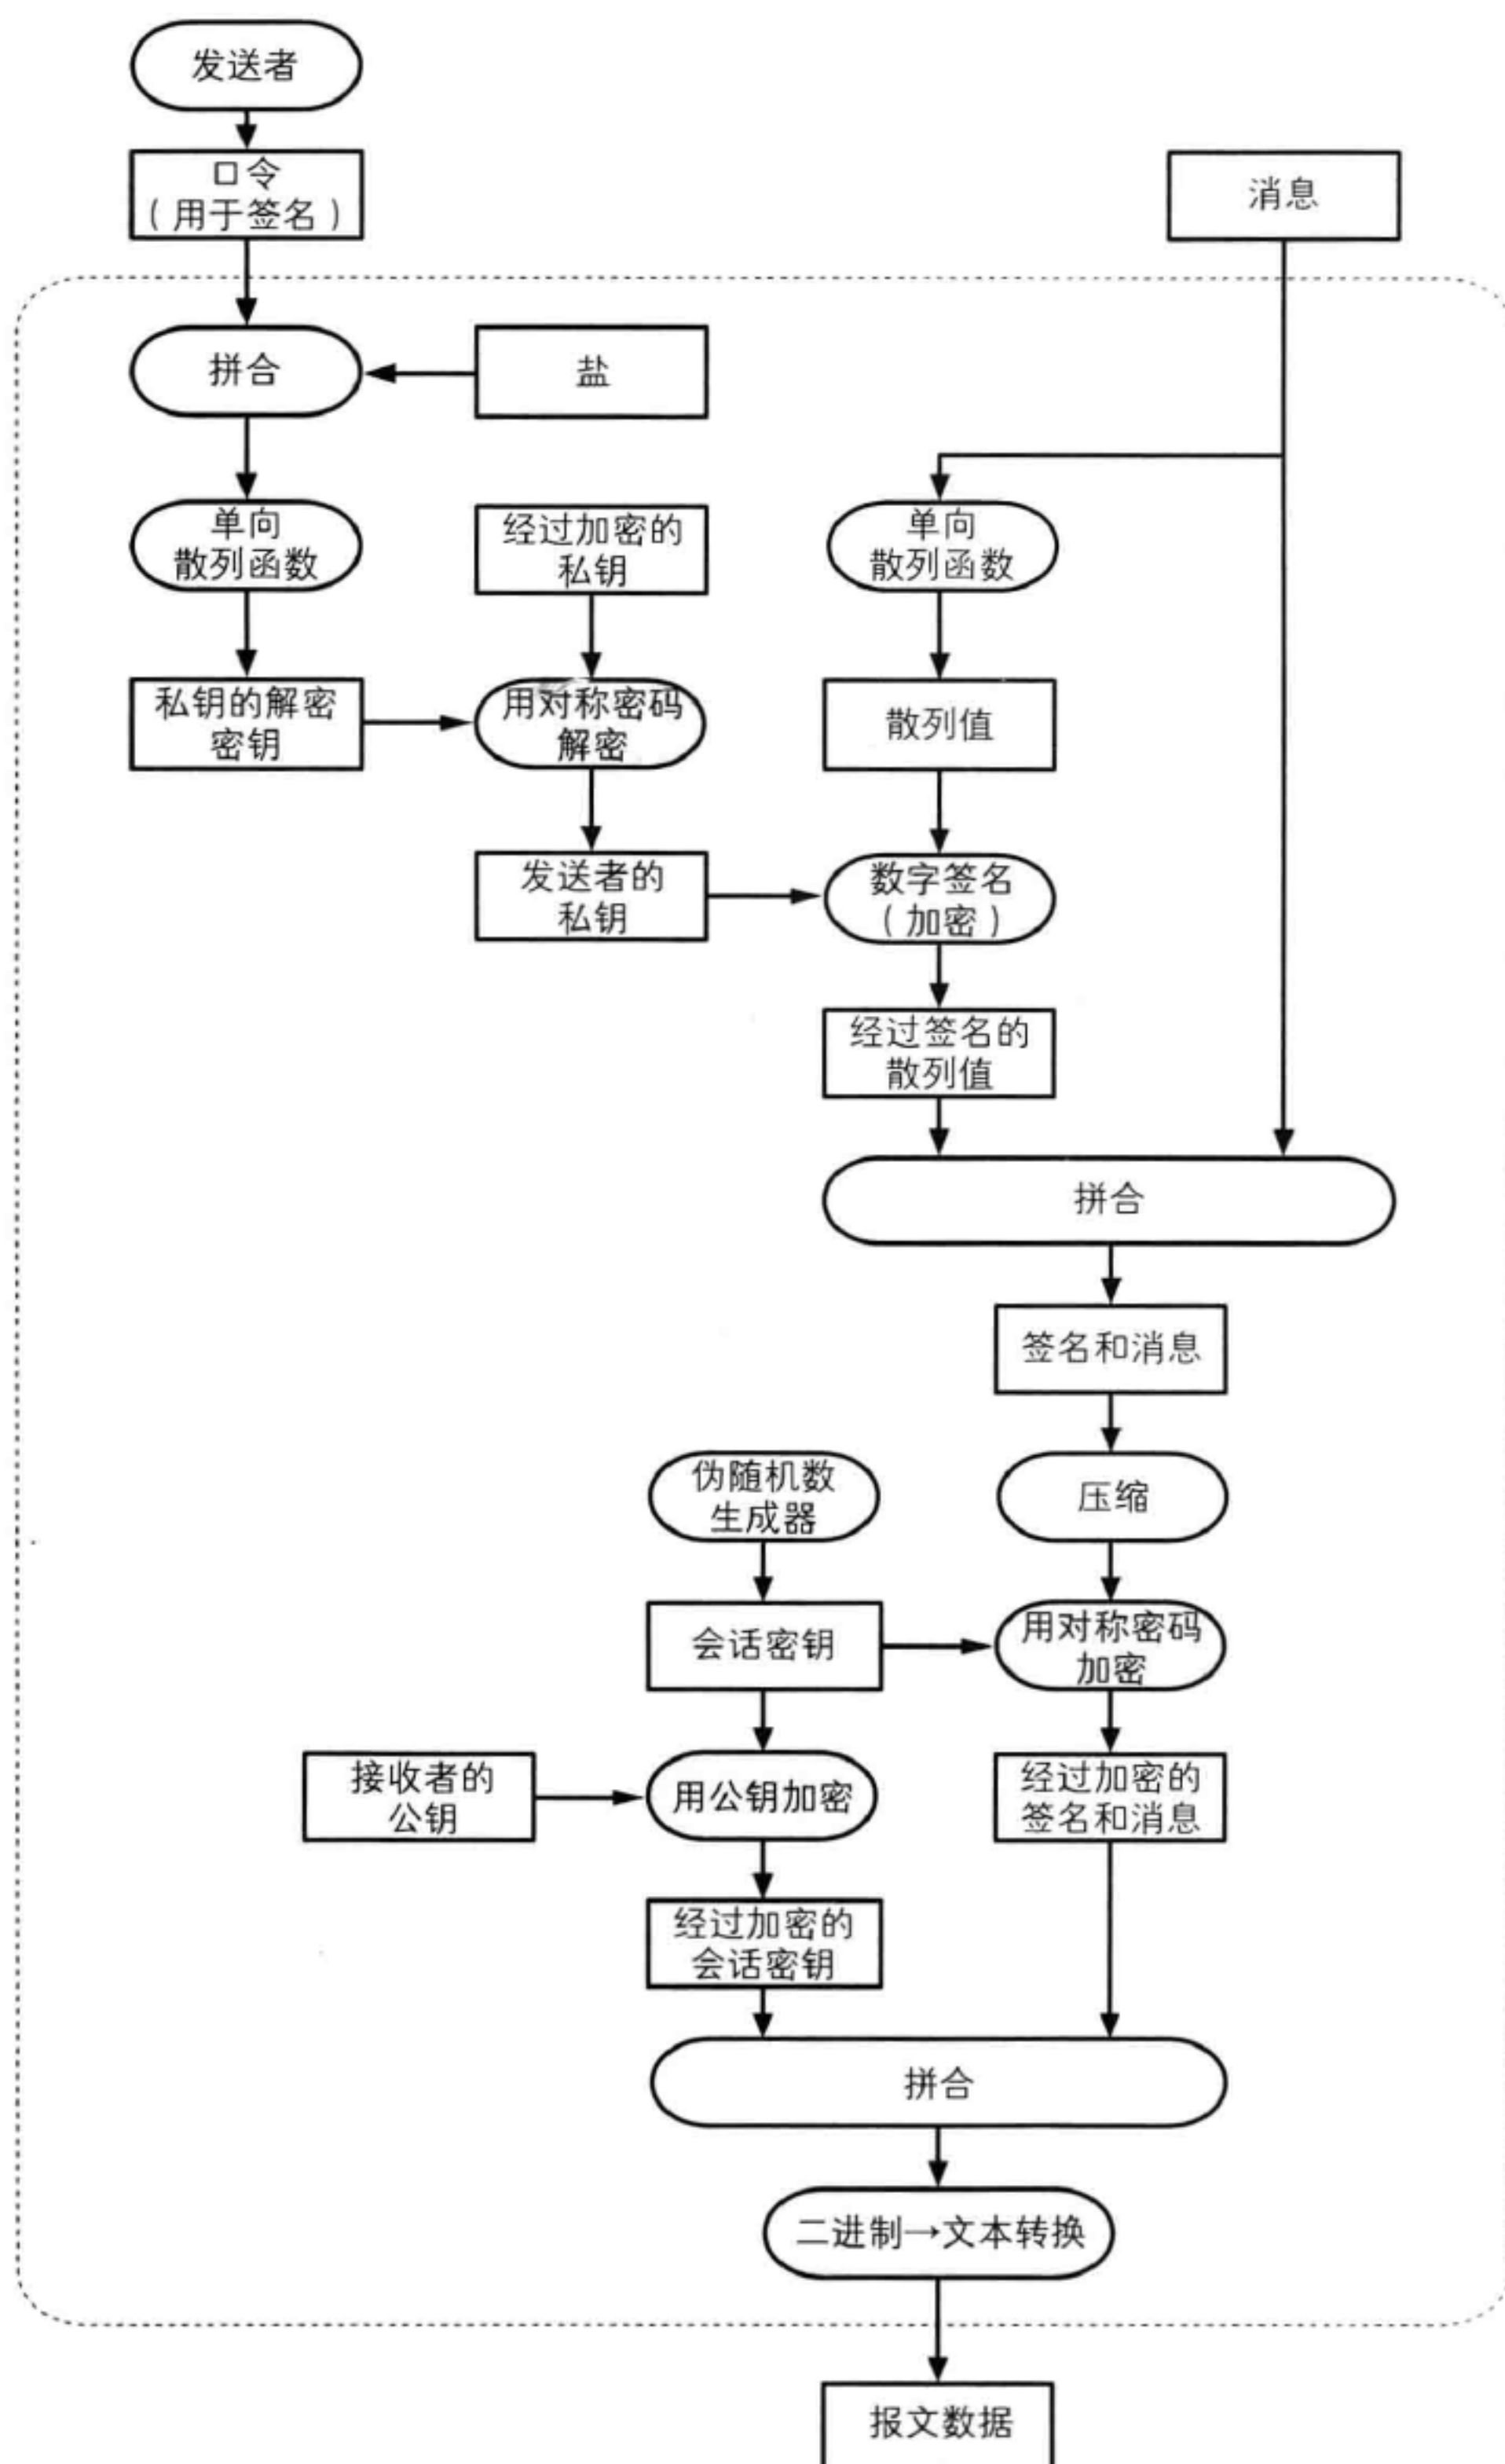 发送者
口令
（用于签名）
消息
拼合
盐
单向
散列函数
经过加密的
私钥
单向
散列函数
私钥的解密
密钥
用对称密码
解密
散列值
发送者的
私钥
数字签名
（加密）
经过签名的
散列值
拼合
签名和消息
伪随机数
生成器
压缩
会话密钥
用对称密码
加密
接收者的
公钥
用公钥加密
经过加密的
签名和消息
经过加密的
会话密钥
拼合
二进制→文本转换
报文数据